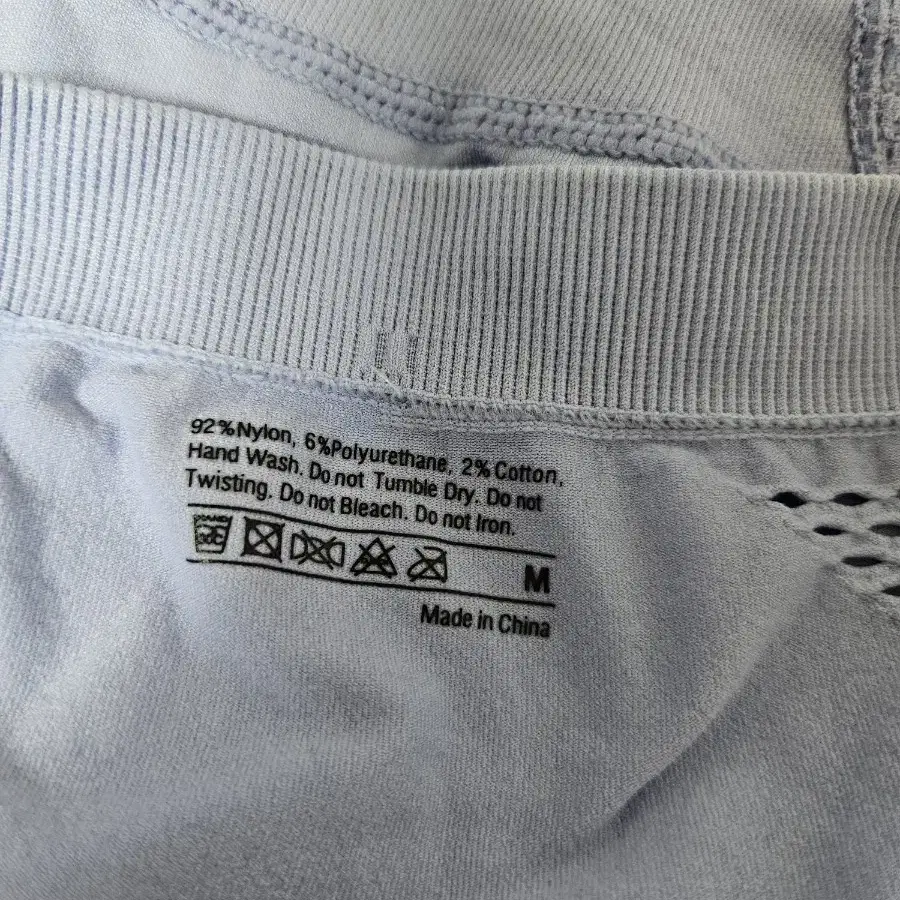 92%Nylon, 6%Polyurethane, 2%Cotton,
Hand Wash. Do not Tumble Dry. Do not
Twisting. Do not Bleach. Do not Iron.
M
Made in China